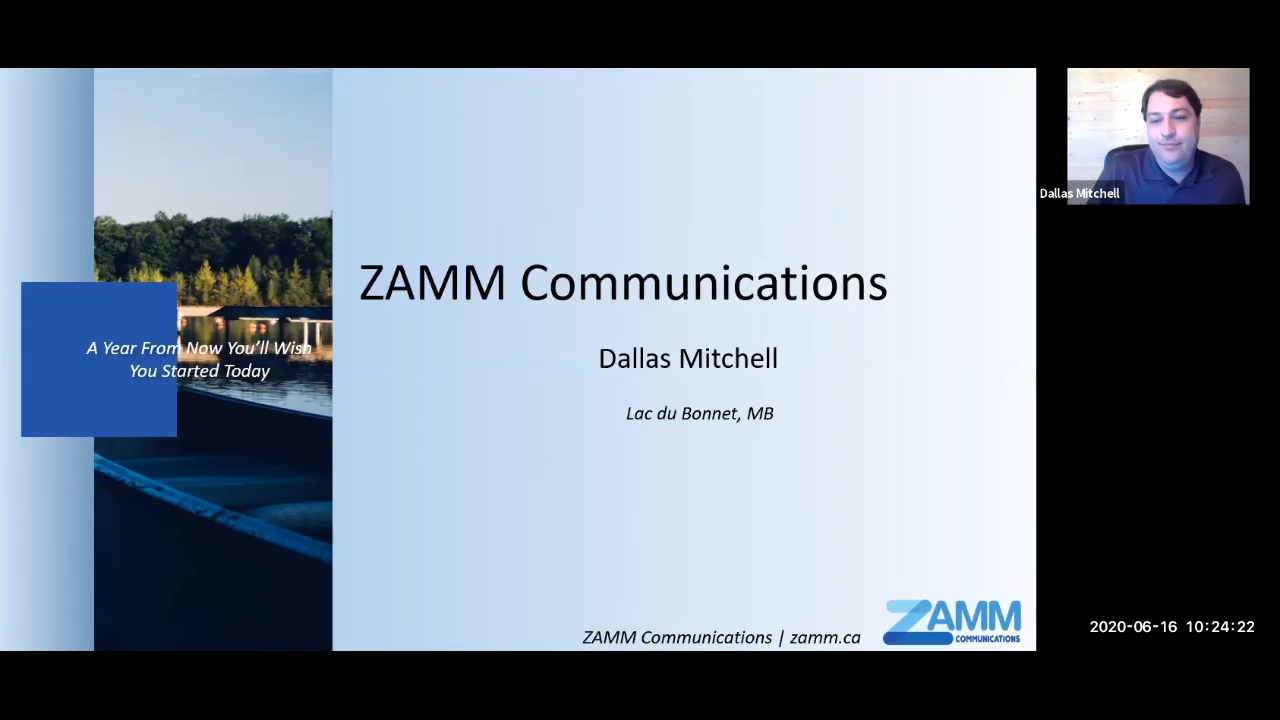 ZAMM Communications
Dallas Mitchell
Lac du Bonnet, MB
A Year From Now You'll Wish
You Started Today
ZAMM Communications | zamm.ca
ZAMM
COMMUNICATIONS
Dallas Mitchell
2020-06-16 10:24:22